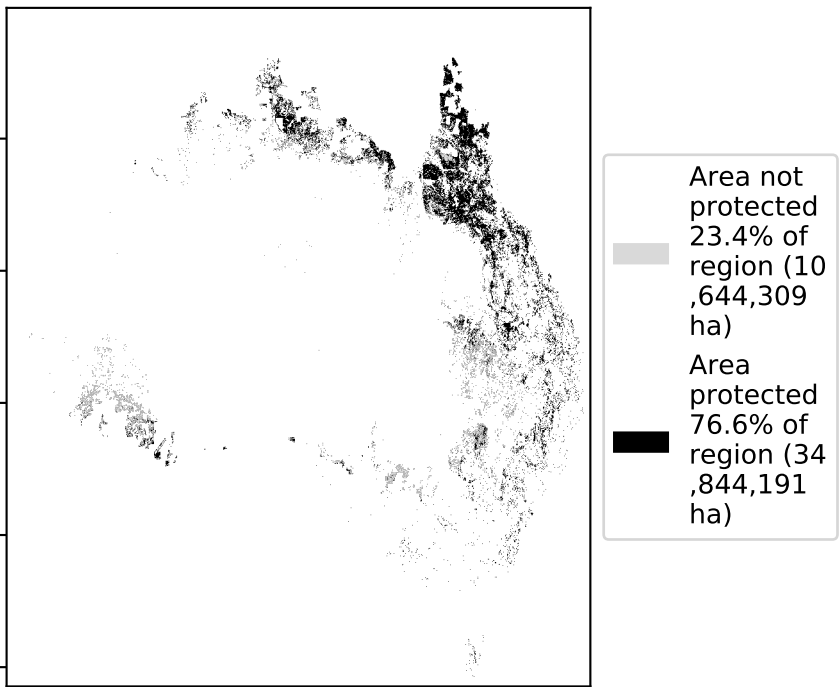 Area not
protected
23.4% of
region (10
,644,309
ha)
Area
protected
76.6% of
region (34
,844,191
ha)